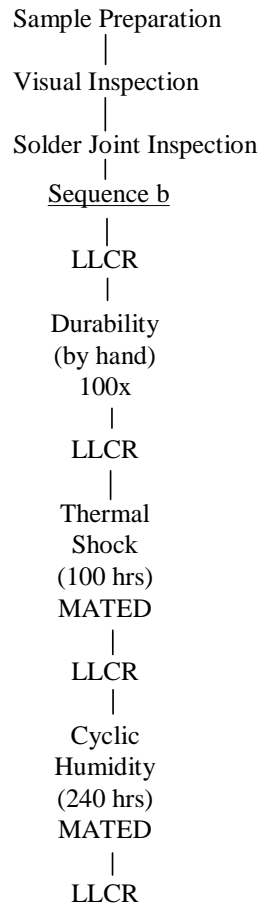 Sample Preparation
Visual Inspection
Solder Joint Inspection
Sequence b
LLCR
Durability
(by hand)
100x
LLCR
Thermal
Shock
(100 hrs)
MATED
LLCR
Cyclic
Humidity
(240 hrs)
MATED
LLCR